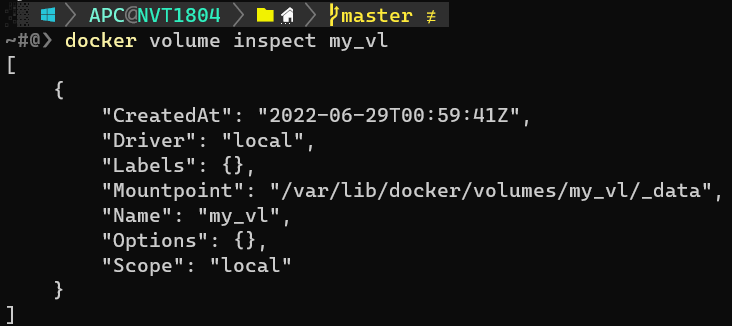 APC@NVT1804 master ≢
~#@❯ docker volume inspect my_vl
[
    {
        "CreatedAt": "2022-06-29T00:59:41Z",
        "Driver": "local",
        "Labels": {},
        "Mountpoint": "/var/lib/docker/volumes/my_vl/_data",
        "Name": "my_vl",
        "Options": {},
        "Scope": "local"
    }
]